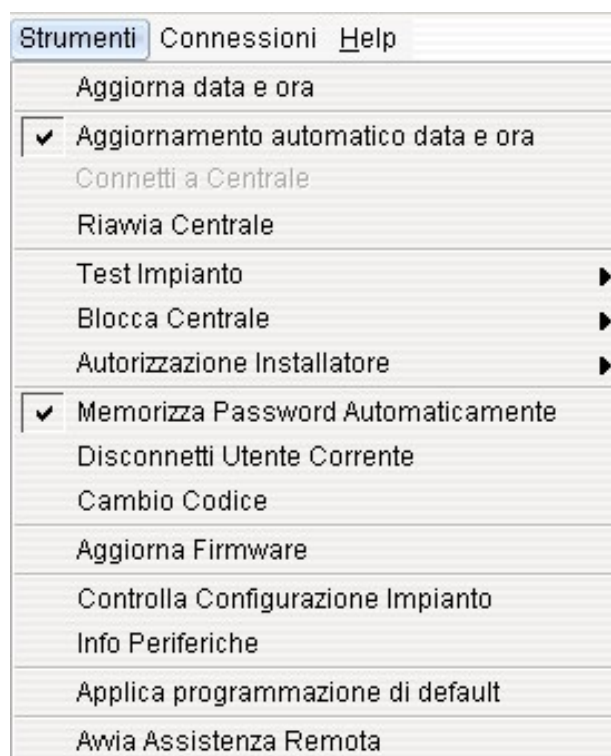 Strumenti Connessioni Help
Aggiorna data e ora
Aggiornamento automatico data e ora
Connetti a Centrale
Riavvia Centrale
Test Impianto
Blocca Centrale
Autorizzazione Installatore
Memorizza Password Automaticamente
Disconnetti Utente Corrente
Cambio Codice
Aggiorna Firmware
Controlla Configurazione Impianto
Info Periferiche
Applica programmazione di default
Avvia Assistenza Remota